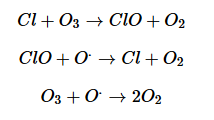 Cl + O₃ → ClO + O₂
ClO + O· → Cl + O₂
O₃ + O· → 2O₂